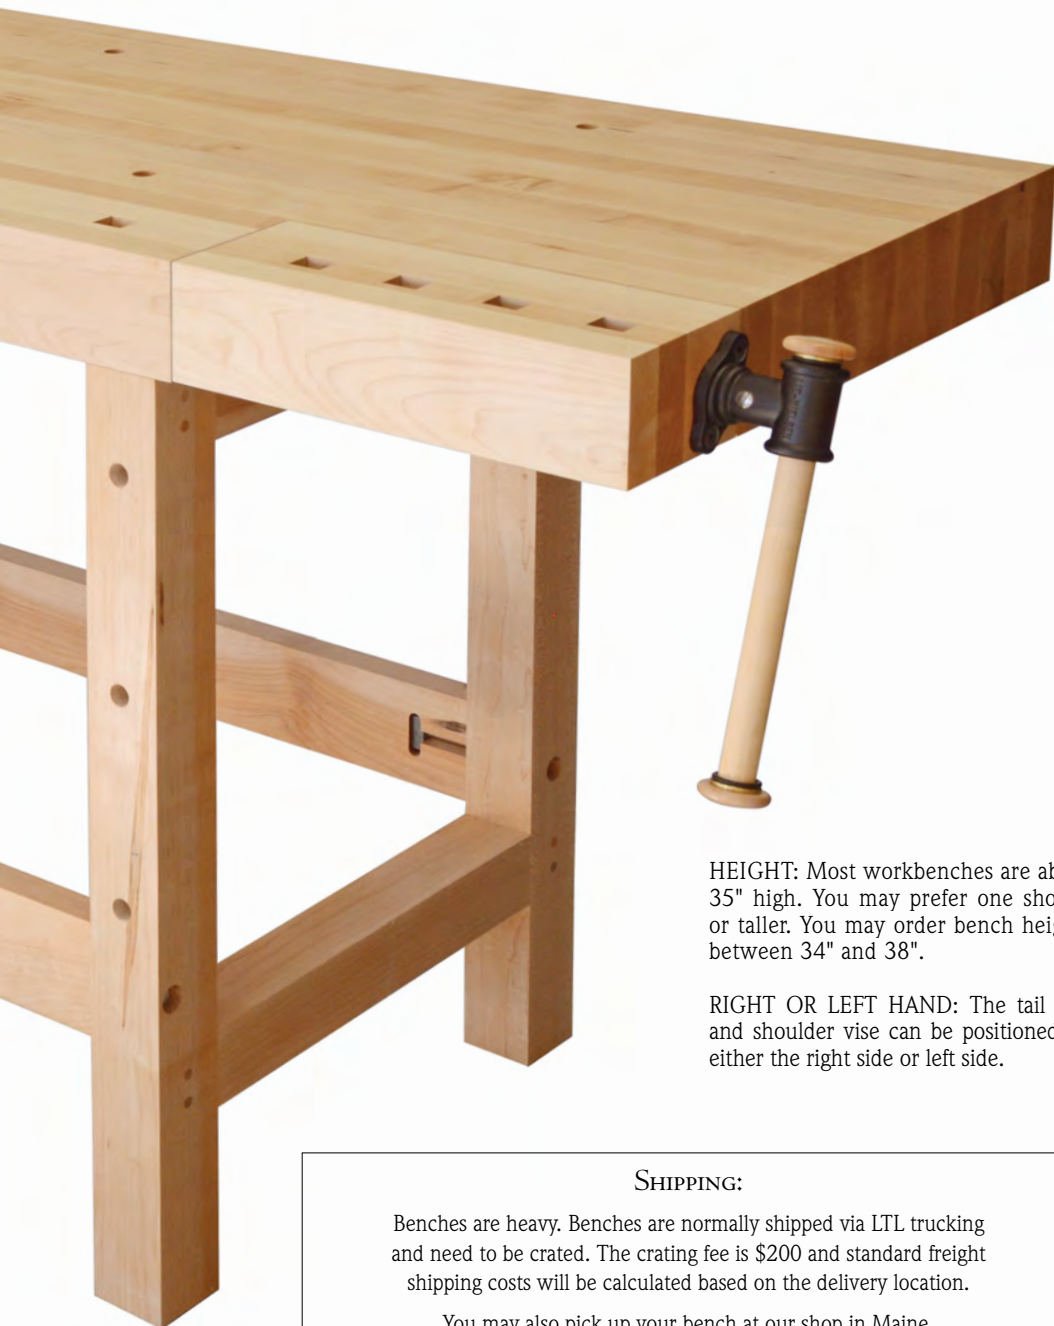 HEIGHT: Most workbenches are
35" high. You may prefer one
or taller. You may order bench
between 34" and 38".
RIGHT OR LEFT HAND: The tail
and shoulder vise can be positioned
either the right side or left side.
SHIPPING:
Benches are heavy. Benches are normally shipped via LTL trucking
and need to be crated. The crating fee is $200 and standard freight
shipping costs will be calculated based on the delivery location.
You may also pick up your bench at our shop in Maine